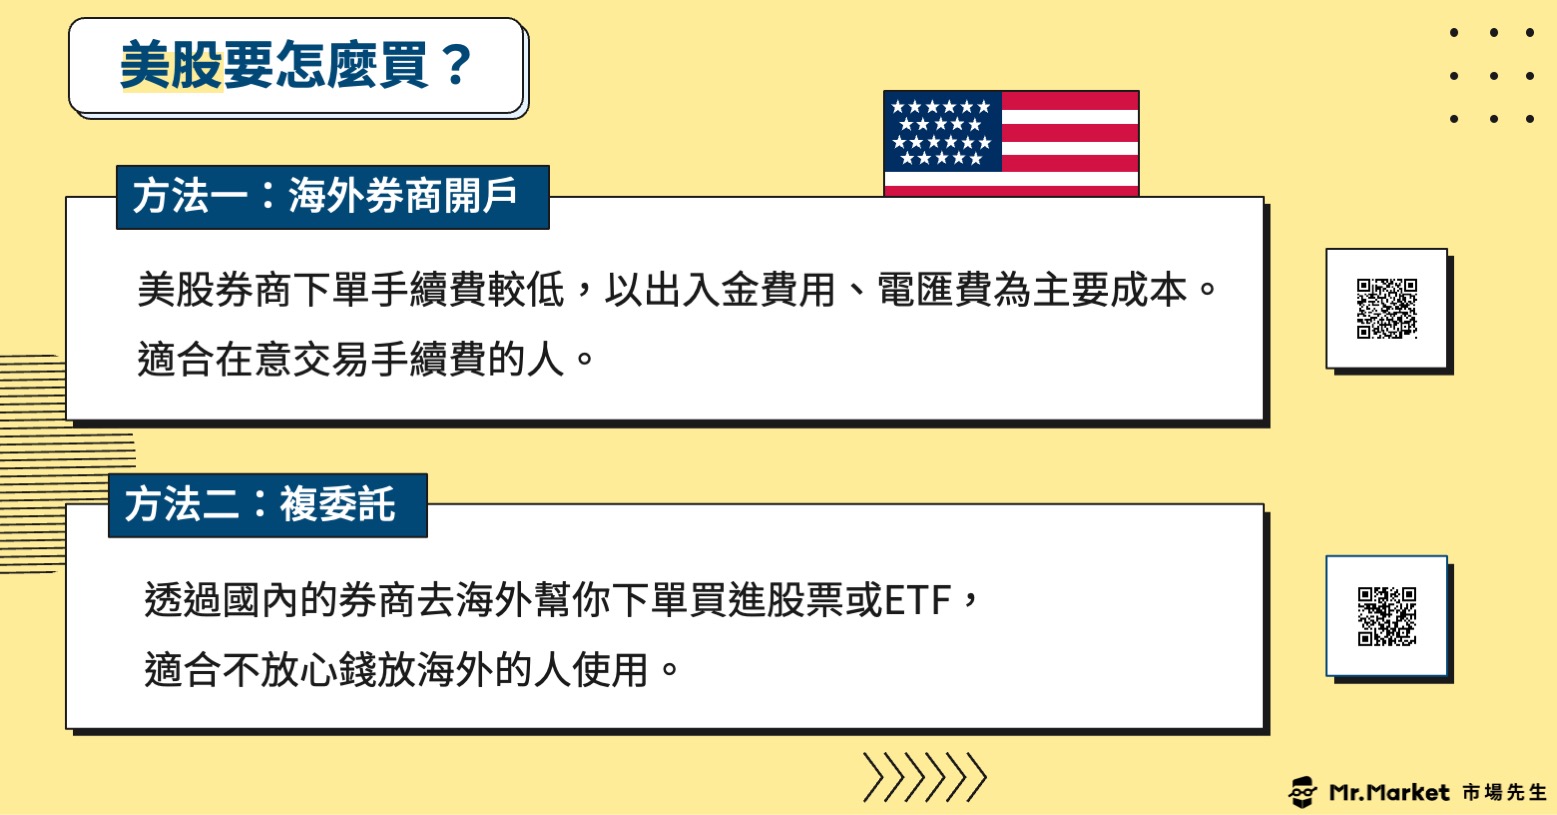 美股要怎麼買？
方法一：海外券商開戶
美股券商下單手續費較低，以出入金費用、電匯費為主要成本。
適合在意交易手續費的人。
方法二：複委託
透過國內的券商去海外幫你下單買進股票或ETF，
適合不放心錢放海外的人使用。
Mr.Market 市場先生